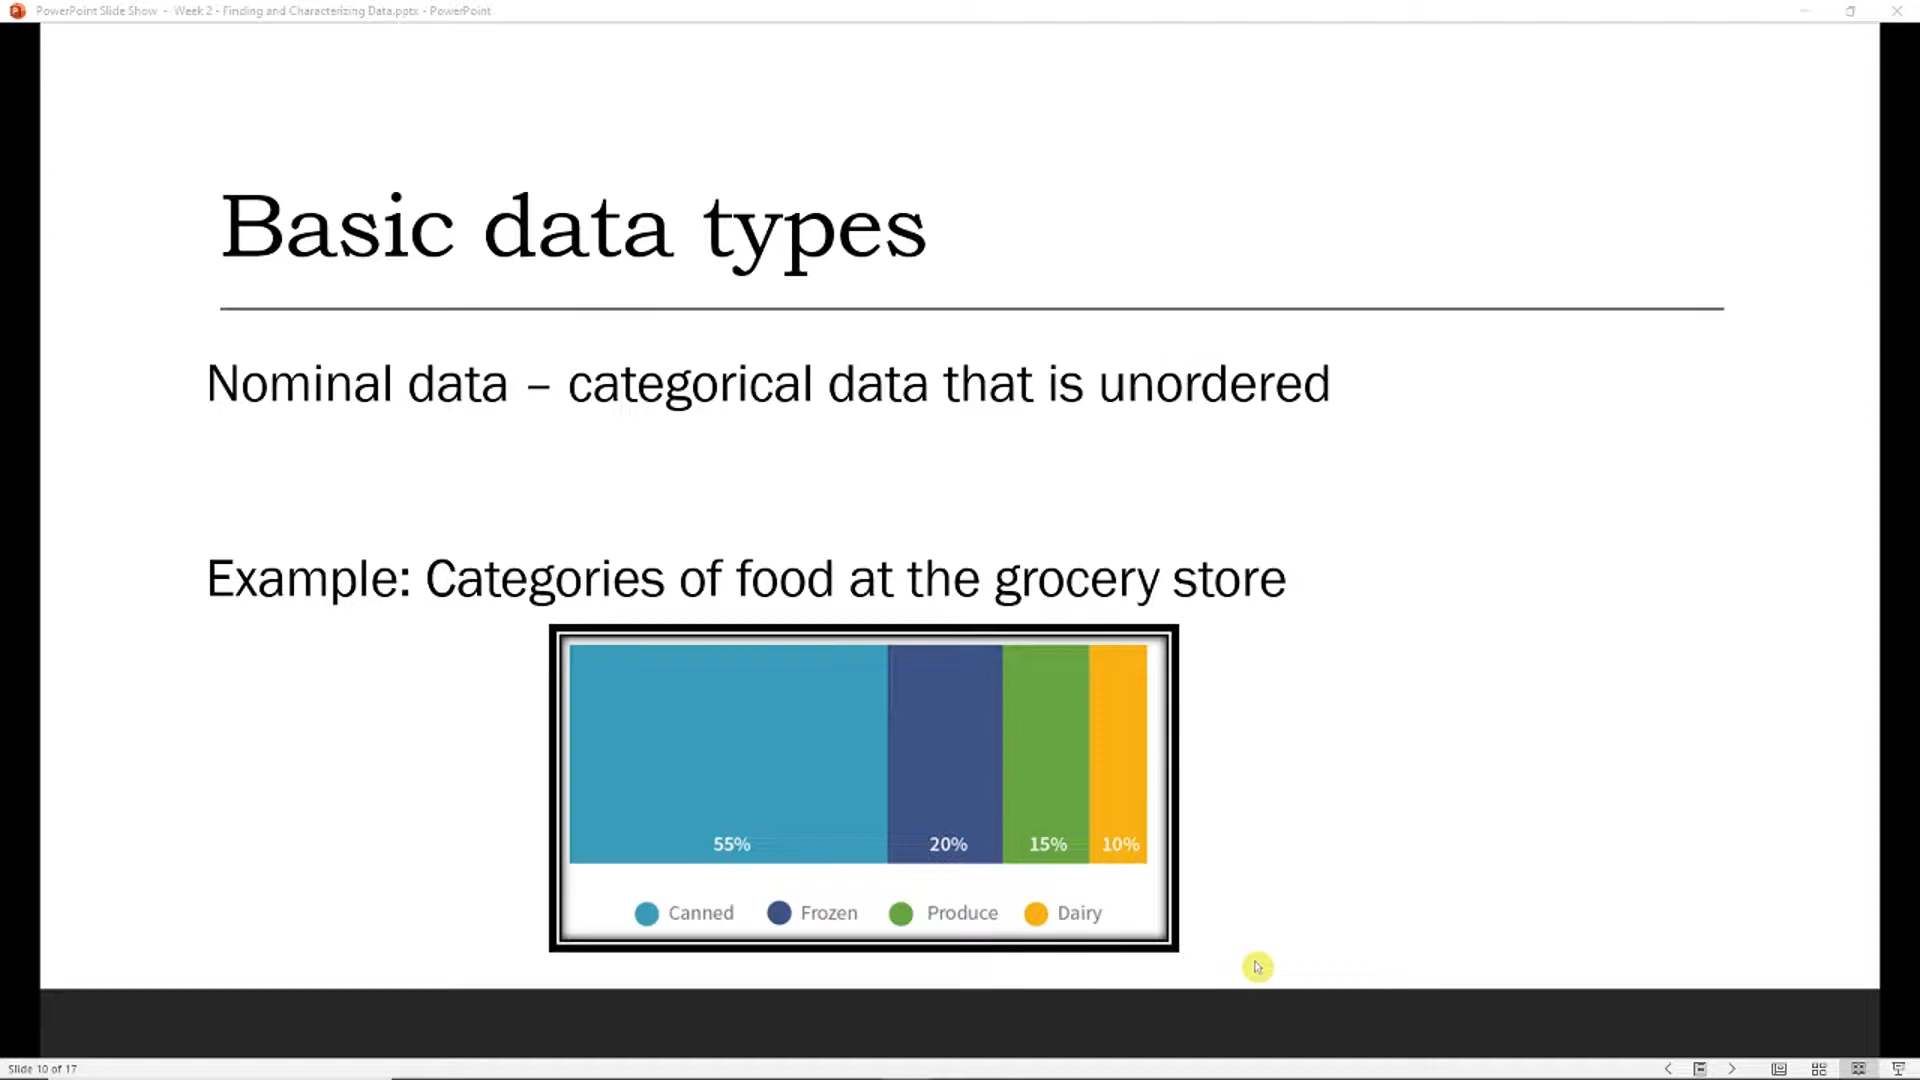 PowerPoint Slide Show - Week 2 - Finding and Characterizing Data.pptx - PowerPoint
Basic data types
Nominal data – categorical data that is unordered
Example: Categories of food at the grocery store
55% 20% 15% 10%
Canned Frozen Produce Dairy
Slide 10 of 17